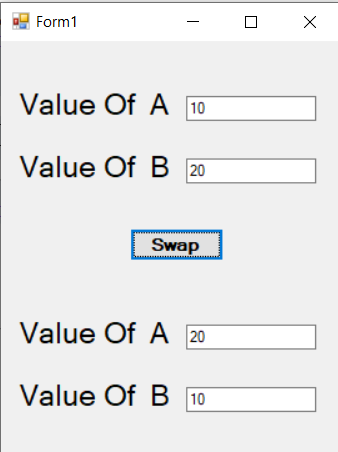 Form1
Value Of A 10
Value Of B 20
Swap
Value Of A 20
Value Of B 10